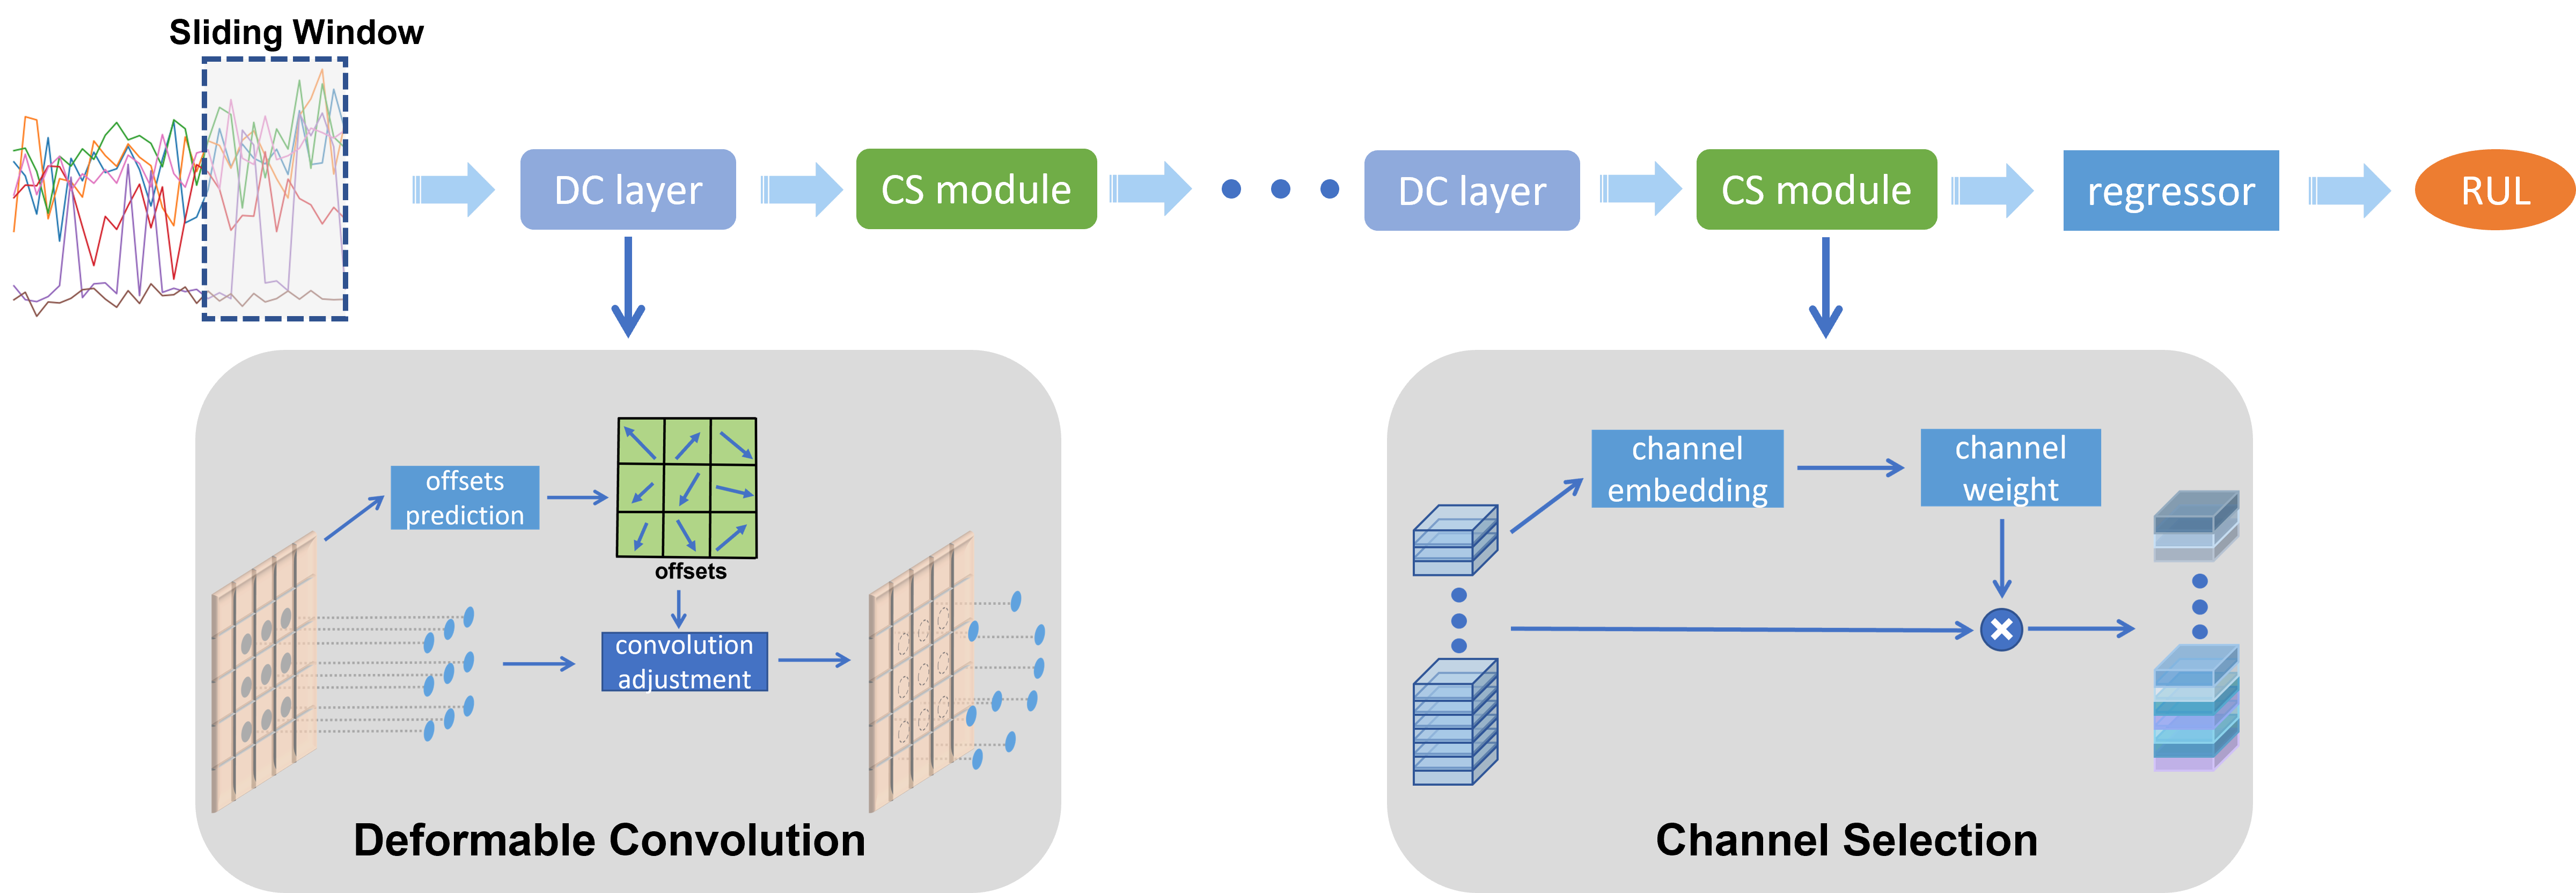 Sliding Window
DC layer
CS module
DC layer
CS module
regressor
RUL
offsets
prediction
offsets
convolution
adjustment
Deformable Convolution
channel
embedding
channel
weight
Channel Selection